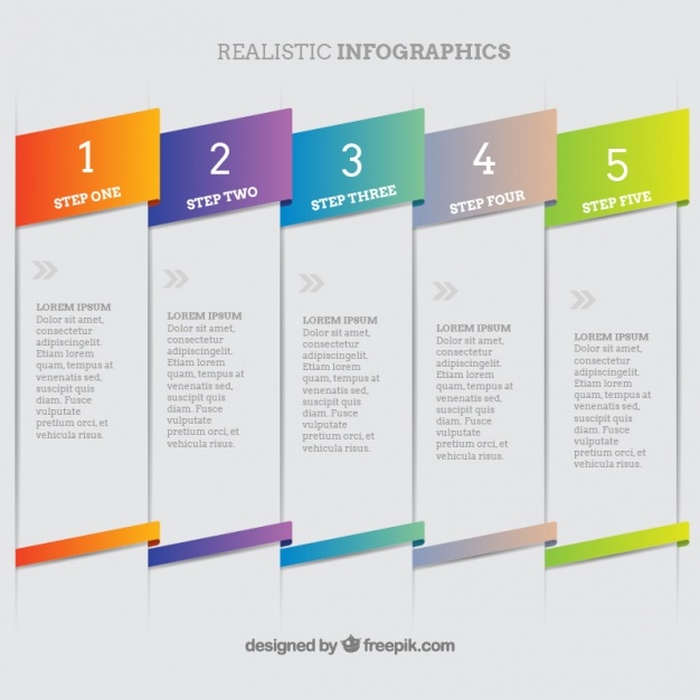 REALISTIC INFOGRAPHICS
1
STEP ONE
LOREM IPSUM
Dolor sit amet,
consectetur
adipiscingelit.
Etiam lorem
quam, tempus at
venenatis sed,
suscipit quis
diam. Fusce
vulputate
pretium orci, et
vehicula risus.
2
STEP TWO
LOREM IPSUM
Dolor sit amet,
consectetur
adipiscingelit.
Etiam lorem
quam, tempus at
venenatis sed,
suscipit quis
diam. Fusce
vulputate
pretium orci, et
vehicula risus.
3
STEP THREE
LOREM IPSUM
Dolor sit amet,
consectetur
adipiscingelit.
Etiam lorem
quam, tempus at
venenatis sed,
suscipit quis
diam. Fusce
vulputate
pretium orci, et
vehicula risus.
4
STEP FOUR
LOREM IPSUM
Dolor sit amet,
consectetur
adipiscingelit.
Etiam lorem
quam, tempus at
venenatis sed,
suscipit quis
diam. Fusce
vulputate
pretium orci, et
vehicula risus.
5
STEP FIVE
LOREM IPSUM
Dolor sit amet,
consectetur
adipiscingelit.
Etiam lorem
quam, tempus at
venenatis sed,
suscipit quis
diam. Fusce
vulputate
pretium orci, et
vehicula risus.
designed by freepik.com